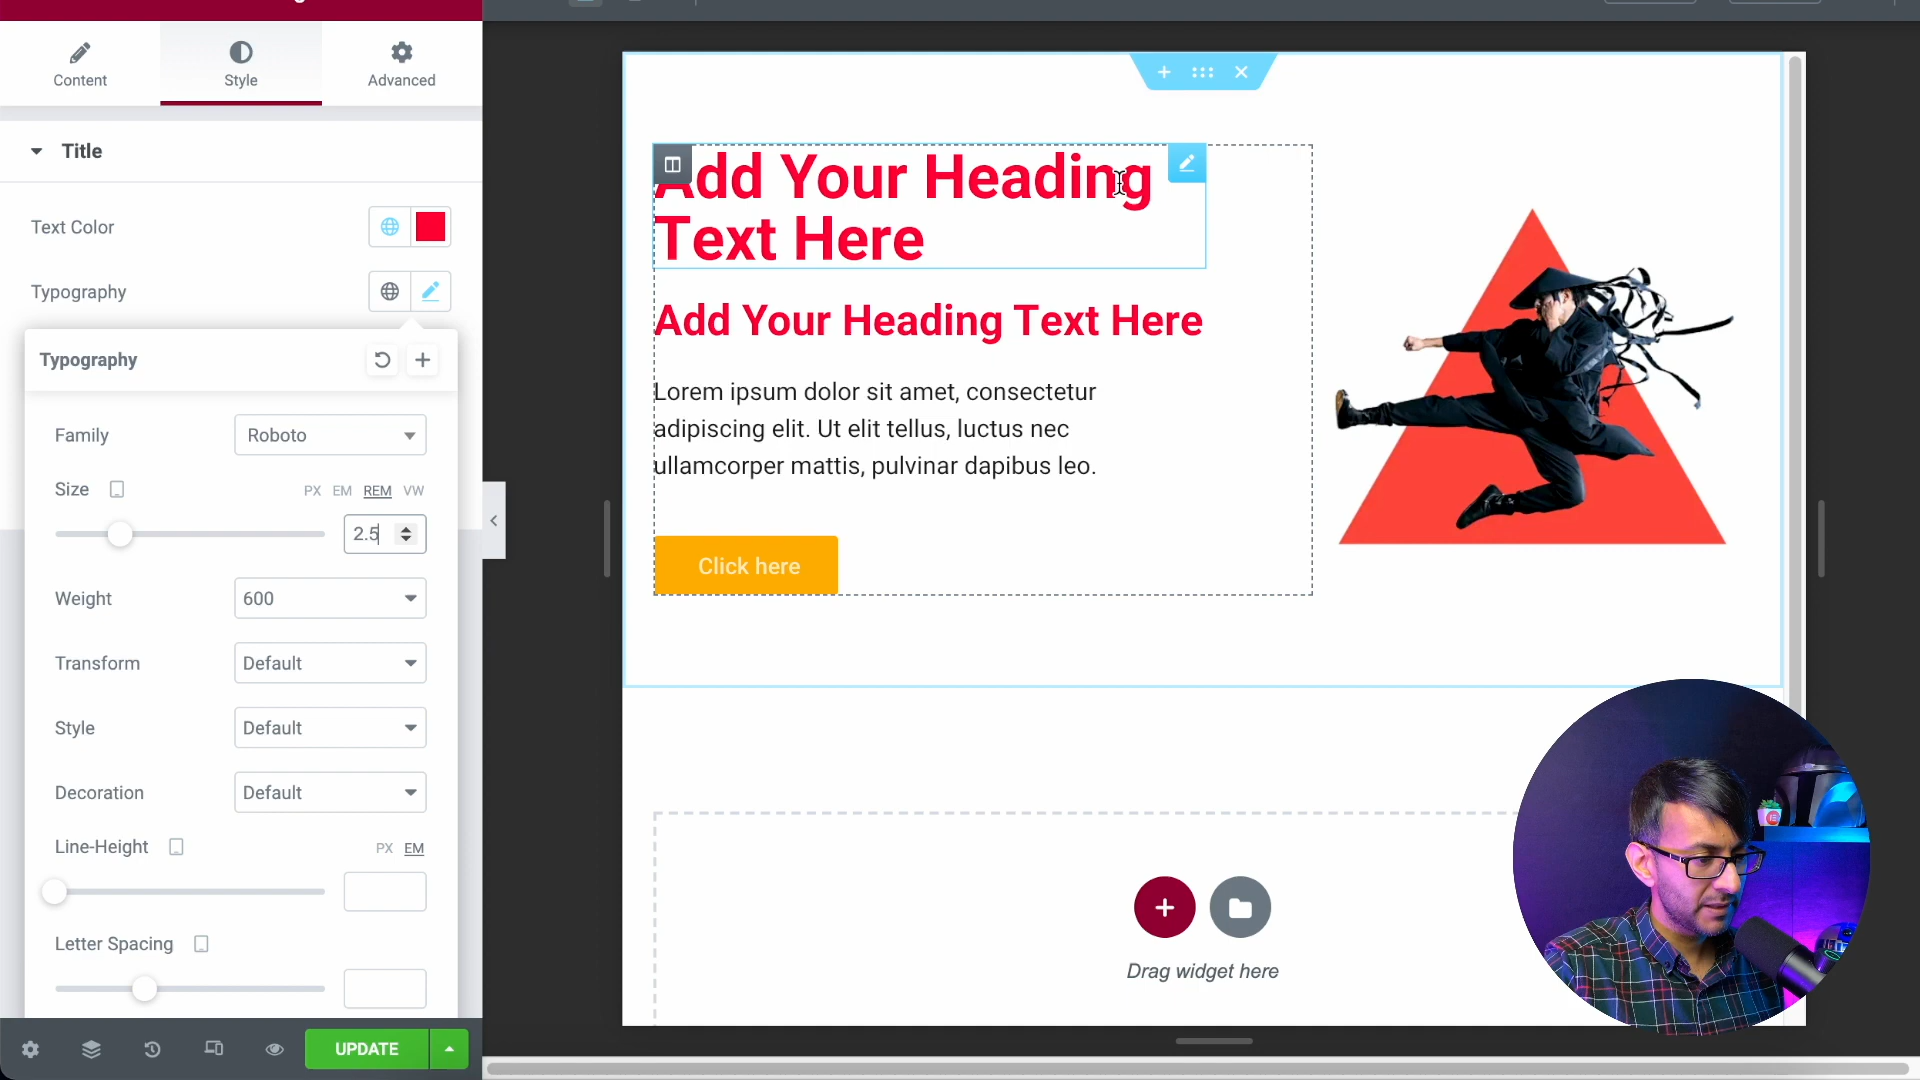 Content
Style
Advanced
Title
Text Color
Typography
Typography
Family
Roboto
Size
PX EM REM VW
2.5
Weight
600
Transform
Default
Style
Default
Decoration
Default
Line-Height
PX EM
Letter Spacing
UPDATE
Add Your Heading
Text Here
Add Your Heading Text Here
Lorem ipsum dolor sit amet, consectetur
adipiscing elit. Ut elit tellus, luctus nec
ullamcorper mattis, pulvinar dapibus leo.
Click here
Drag widget here